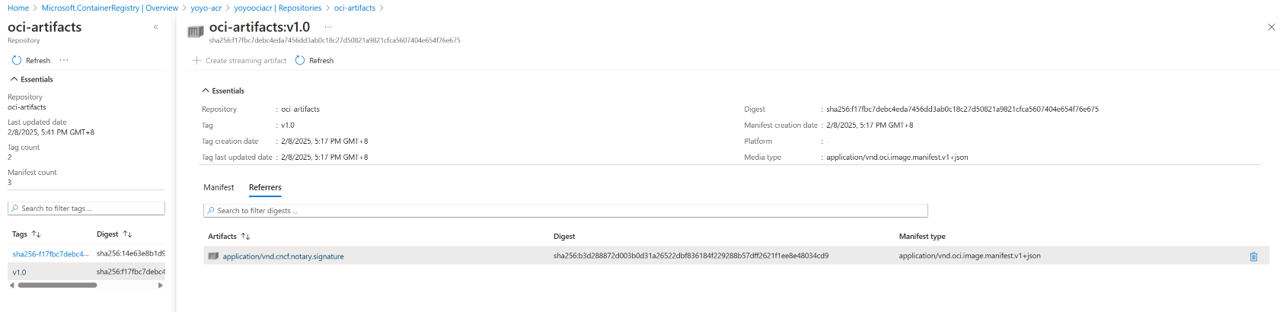 Home > Microsoft.ContainerRegistry | Overview > yoyo-acr > yoyoociacr | Repositories > oci-artifacts >
oci-artifacts
Repository
«
Refresh ...
Essentials
Repository
oci-artifacts
Last updated date
2/8/2025, 5:41 PM GMT+8
Tag count
2
Manifest count
3
Search to filter tags ...
Tags ↑↓ Digest ↑↓
sha256-f17fbc7debc4... sha256:14e63e8b1d9
v1.0 sha256:f17fbc7debc4
oci-artifacts:v1.0 ...
sha256:f17fbc7debc4eda7456dd3ab0c18c27d50821a9821cfca5607404e654f76e675
Create streaming artifact Refresh
Essentials
Repository : oci artifacts
Tag : v1.0
Tag creation date : 2/8/2025, 5:17 PM GMT+8
Tag last updated date : 2/8/2025, 5:17 PM GMT+8
Digest : sha256:f17fbc7debc4eda7456dd3ab0c18c27d50821a9821cfca5607404e654f76e675
Manifest creation date : 2/8/2025, 5:17 PM GMT+8
Platform : -
Media type : application/vnd.oci.image.manifest.v1+json
Manifest Referrers
Search to filter digests ...
Artifacts ↑↓ Digest Manifest type
application/vnd.cncf.notary.signature sha256:b3d288872d003b0d31a26522dbf836184f229288b57dff2621f1ee8e48034cd9 application/vnd.oci.image.manifest.v1+json